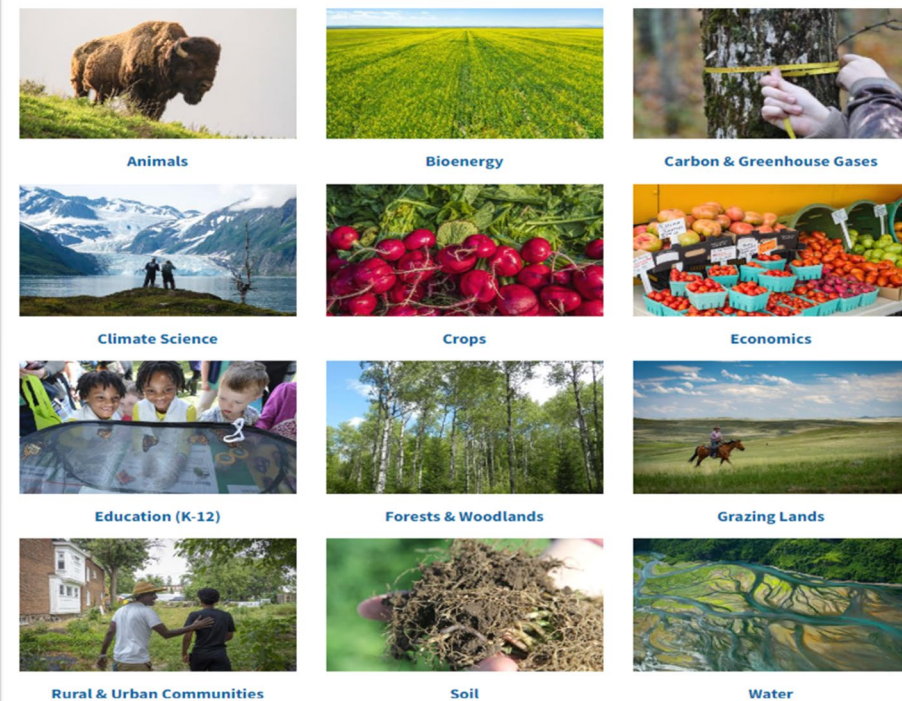 Animals
Bioenergy
Carbon & Greenhouse Gases
Climate Science
Crops
Economics
Education (K-12)
Forests & Woodlands
Grazing Lands
Rural & Urban Communities
Soil
Water